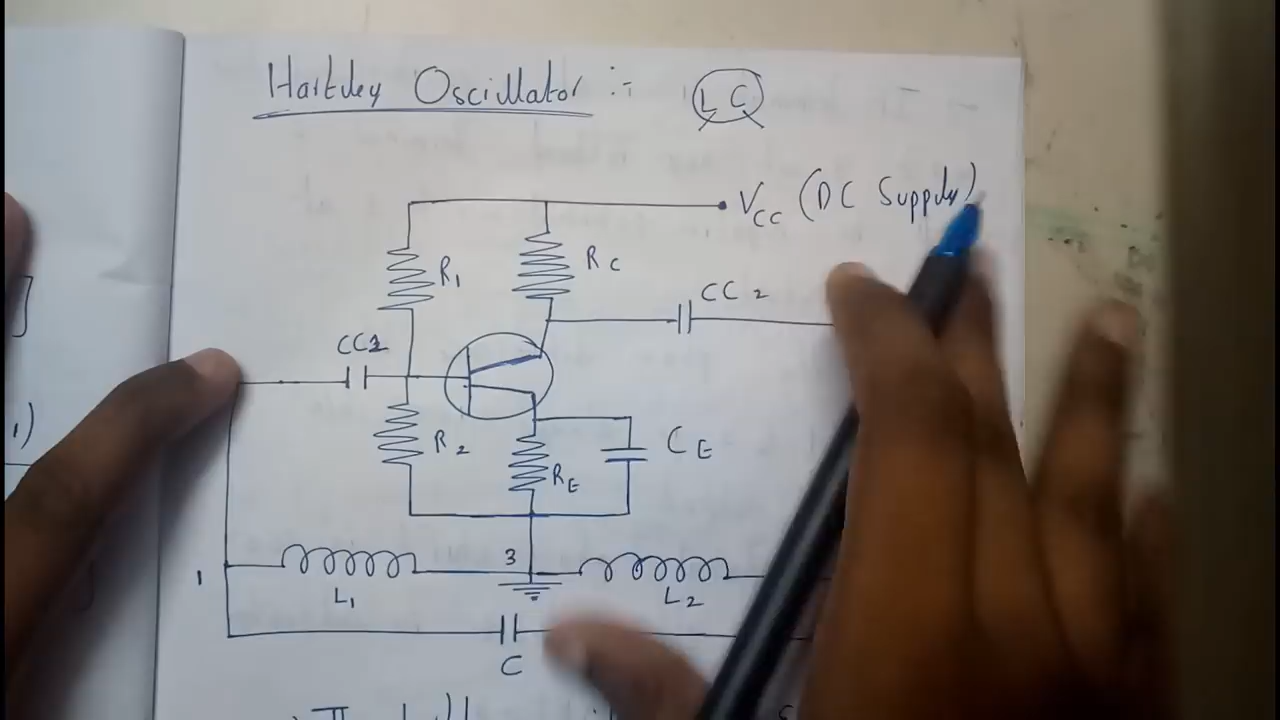 Hartley Oscillator :-
LC
VCC (DC Supply)
R1
RC
CC2
CC1
R2
RE
CE
1
3
L1
L2
C